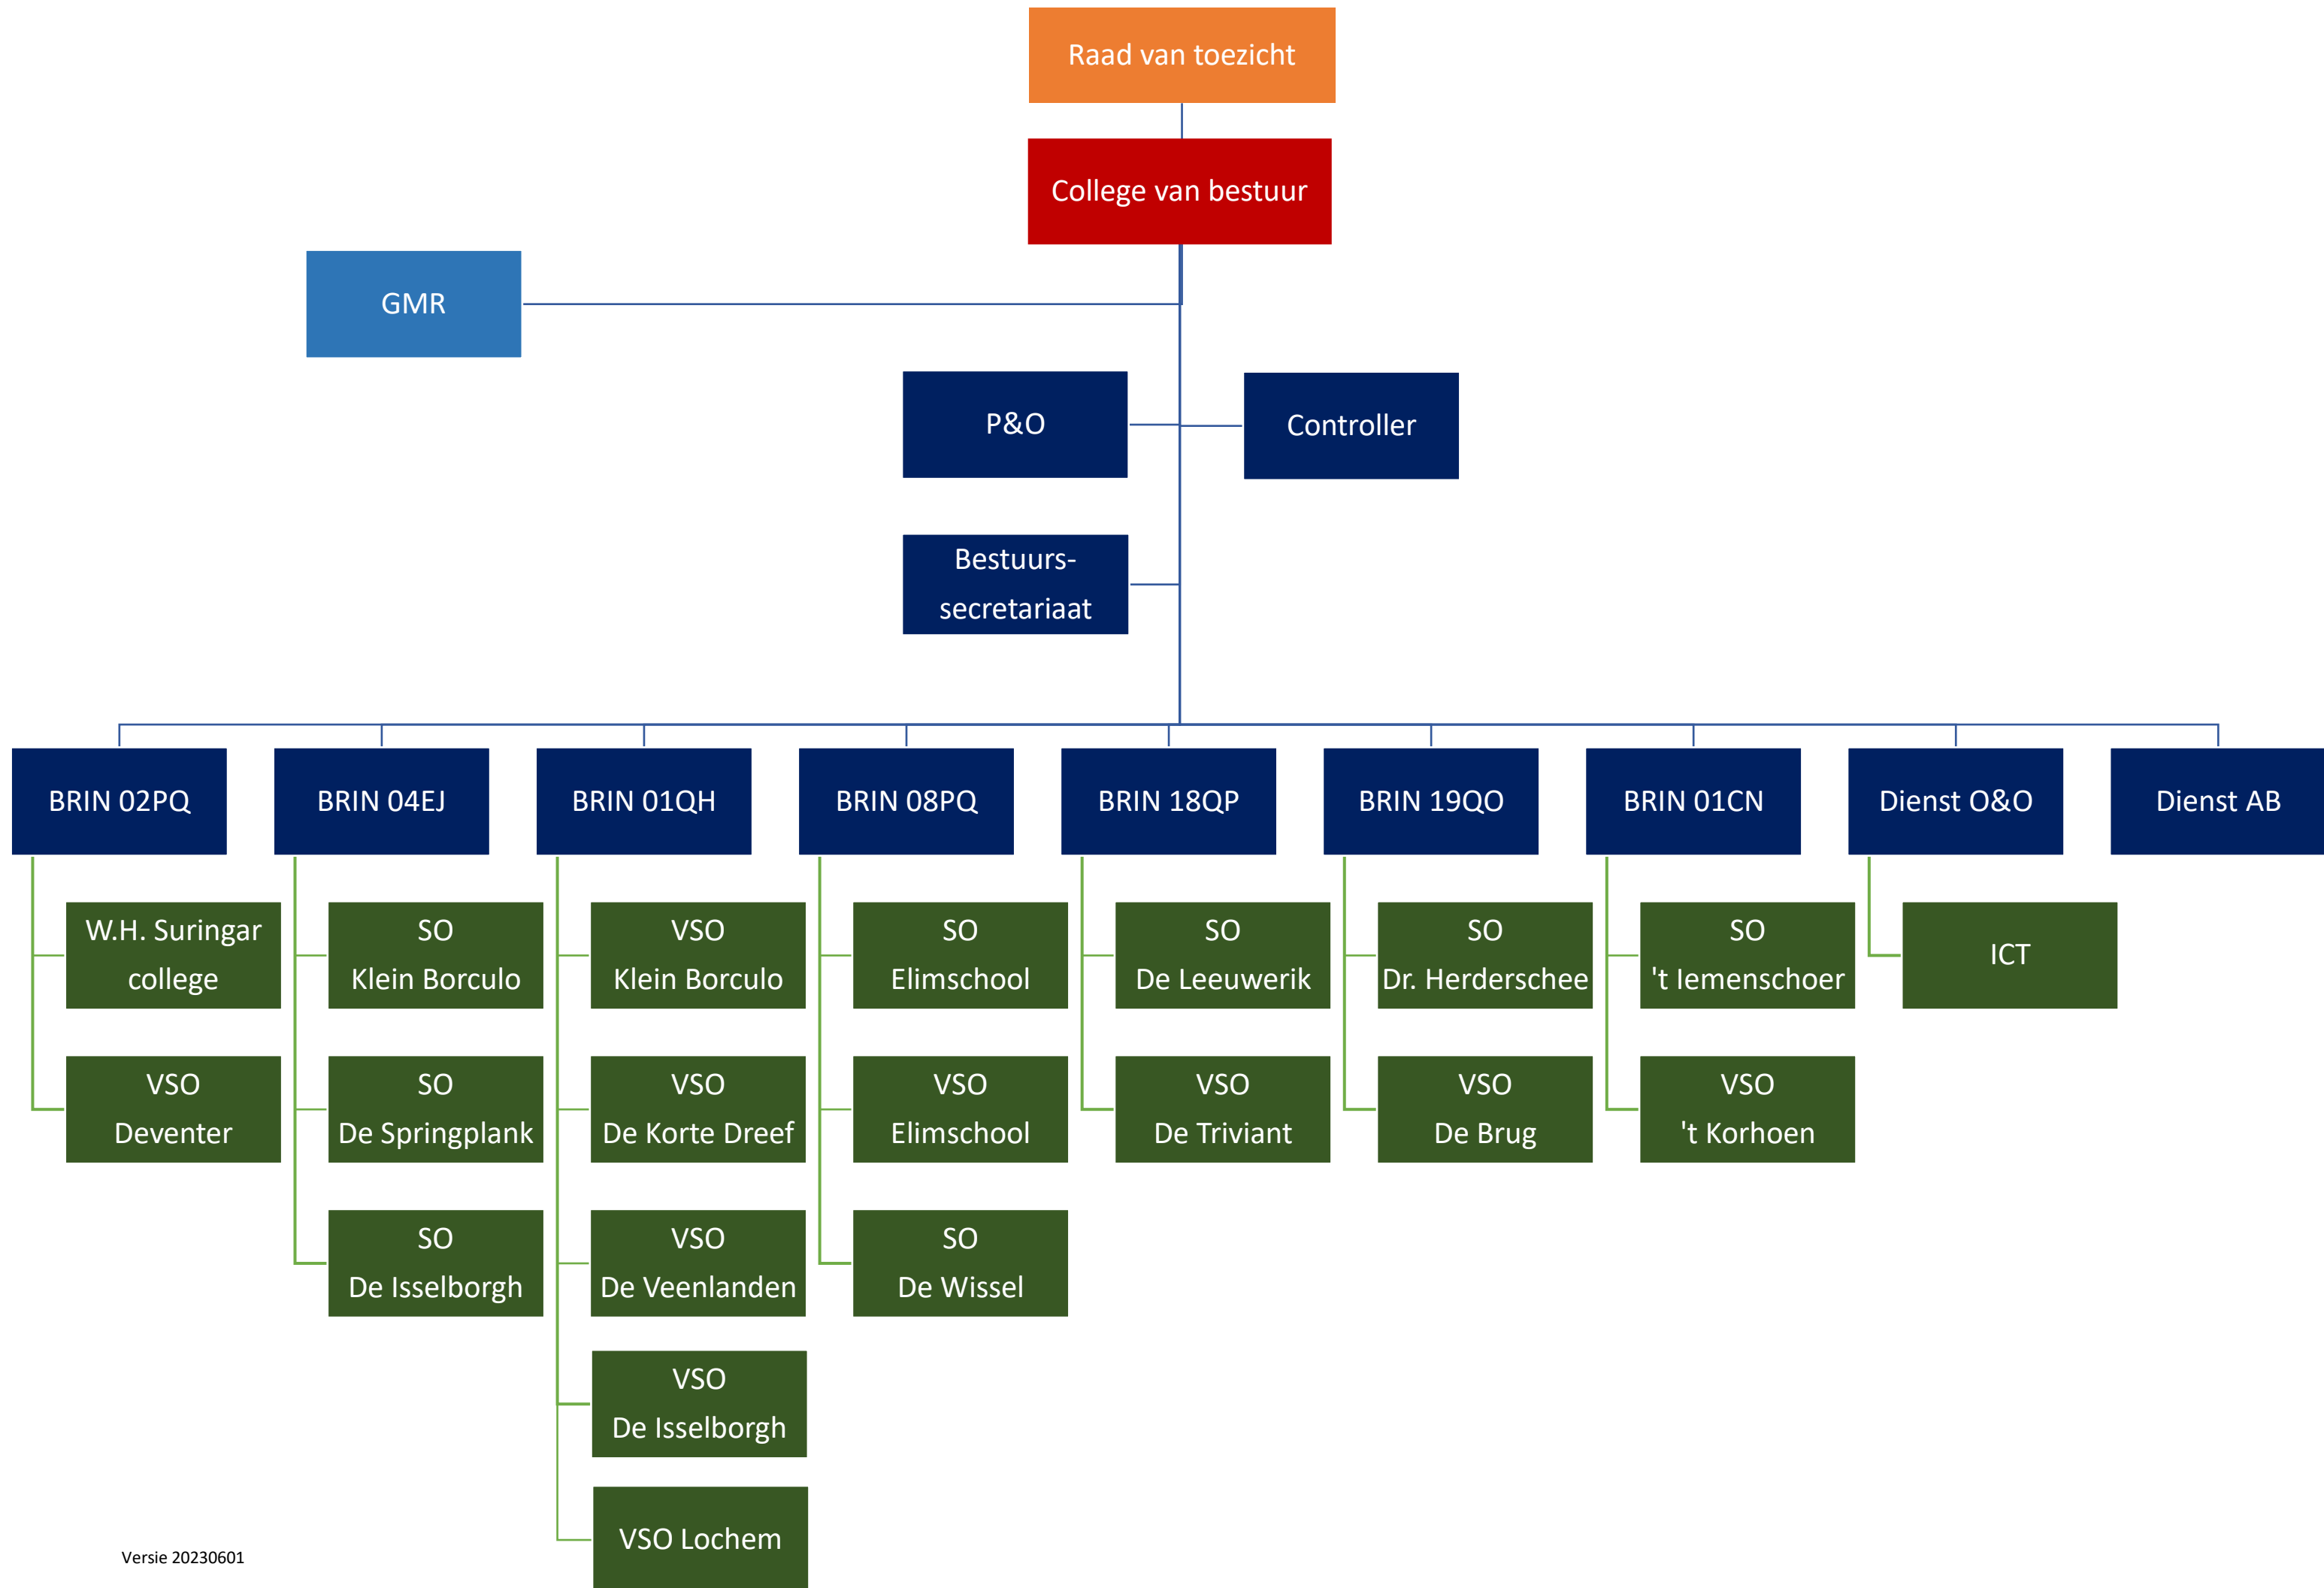 Raad van toezicht
College van bestuur
GMR
P&O
Controller
Bestuurs-
secretariaat
BRIN 02PQ
BRIN 04EJ
BRIN 01QH
BRIN 08PQ
BRIN 18QP
BRIN 19QO
BRIN 01CN
Dienst O&O
Dienst AB
W.H. Suringar
college
SO
Klein Borculo
VSO
Klein Borculo
SO
Elimschool
SO
De Leeuwerik
SO
Dr. Herderschee
SO
't Iemenschoer
ICT
VSO
Deventer
SO
De Springplank
VSO
De Korte Dreef
VSO
Elimschool
VSO
De Triviant
VSO
De Brug
VSO
't Korhoen
SO
De Isselborgh
VSO
De Veenlanden
SO
De Wissel
VSO
De Isselborgh
VSO Lochem
Versie 20230601